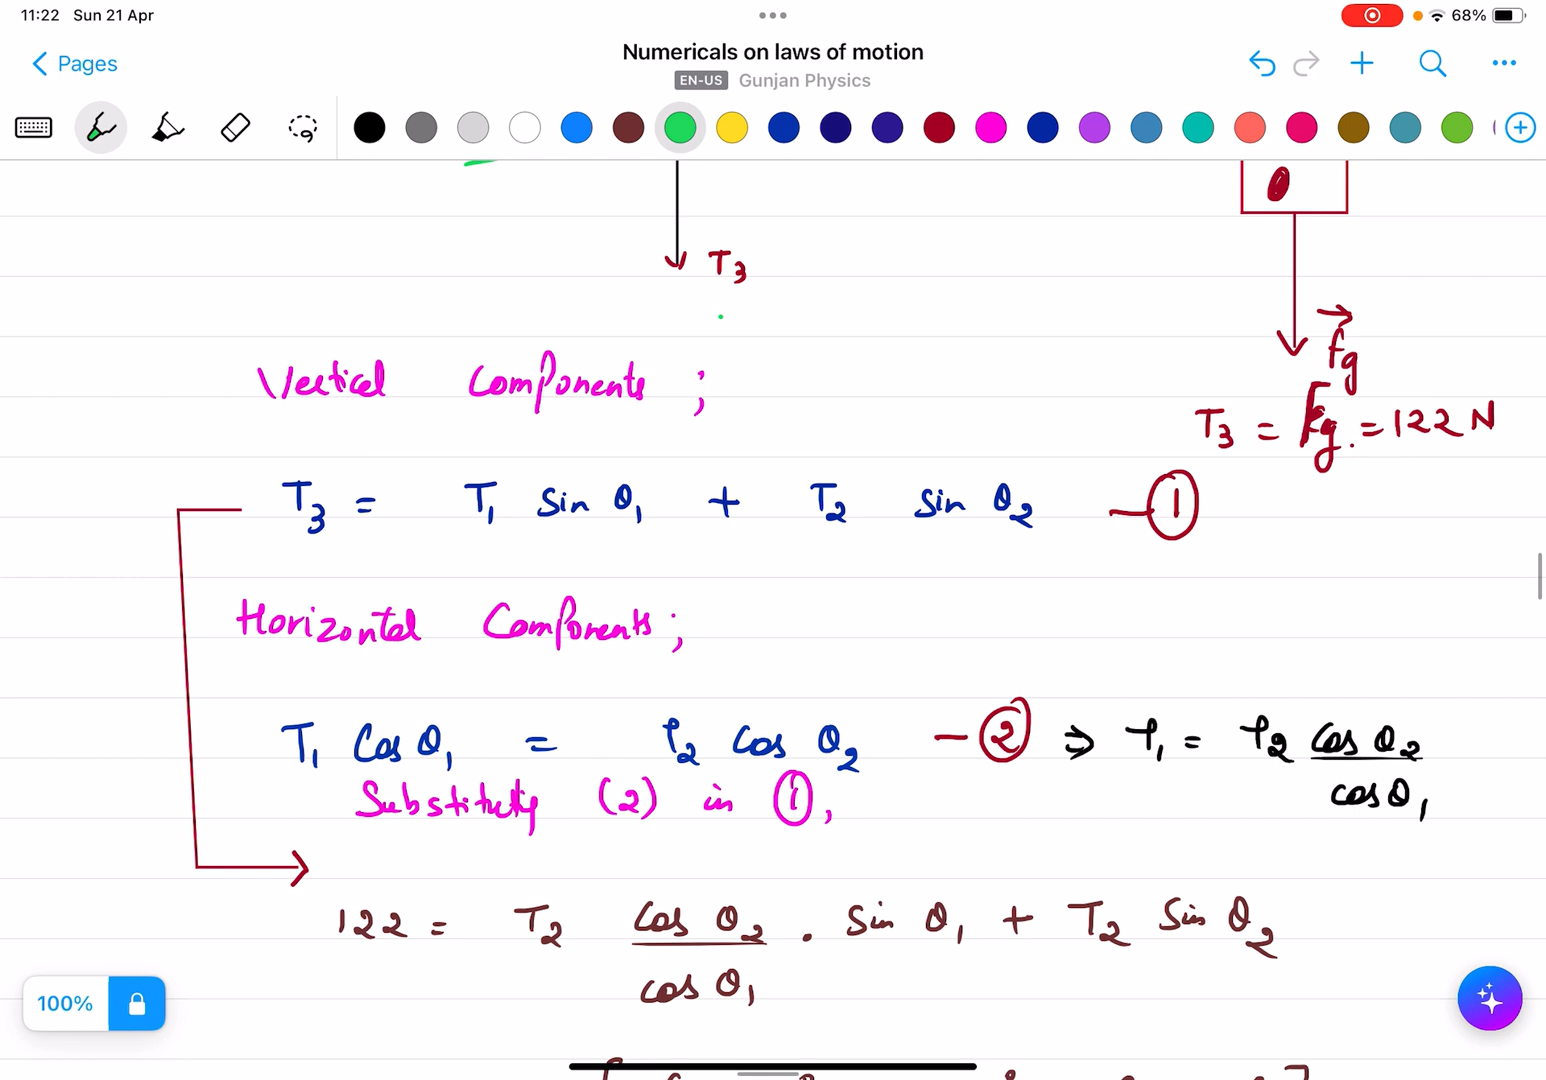 11:22 Sun 21 Apr
68%
Pages
Numericals on laws of motion
EN-US Gunjan Physics
T₃
Fg
T₃ = Fg = 122 N
Vertical Components ;
T₃ = T₁ sin θ₁ + T₂ sin θ₂ — ①
Horizontal Components ;
T₁ Cos θ₁ = T₂ cos θ₂ — ② ⇒ T₁ = T₂ cos θ₂ / cos θ₁
Substituting (2) in ①,
122 = T₂ cos θ₂ / cos θ₁ . sin θ₁ + T₂ sin θ₂
100%